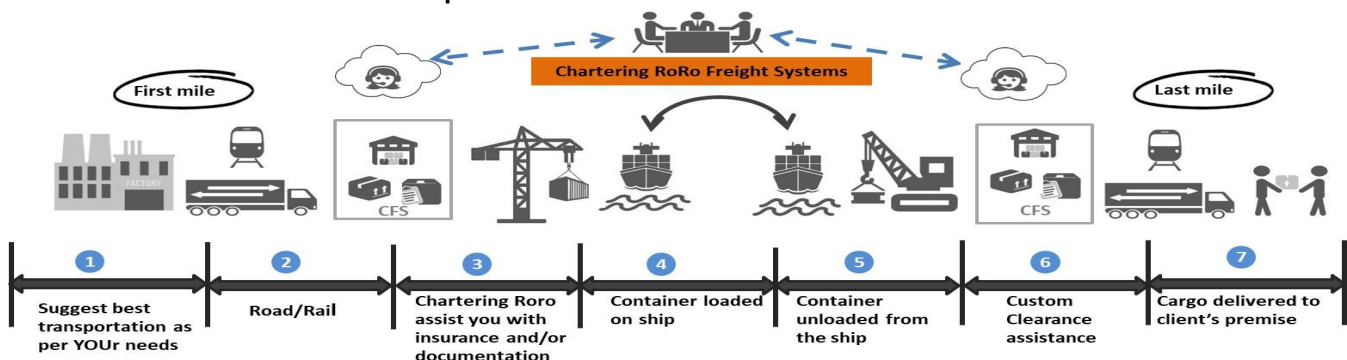 Chartering RoRo Freight Systems
First mile
Last mile
FACTORY
CFS
CFS
1
2
3
4
5
6
7
Suggest best
transportation as
per YOUr needs
Road/Rail
Chartering Roro
assist you with
insurance and/or
documentation
Container loaded
on ship
Container
unloaded from
the ship
Custom
Clearance
assistance
Cargo delivered to
client's premise